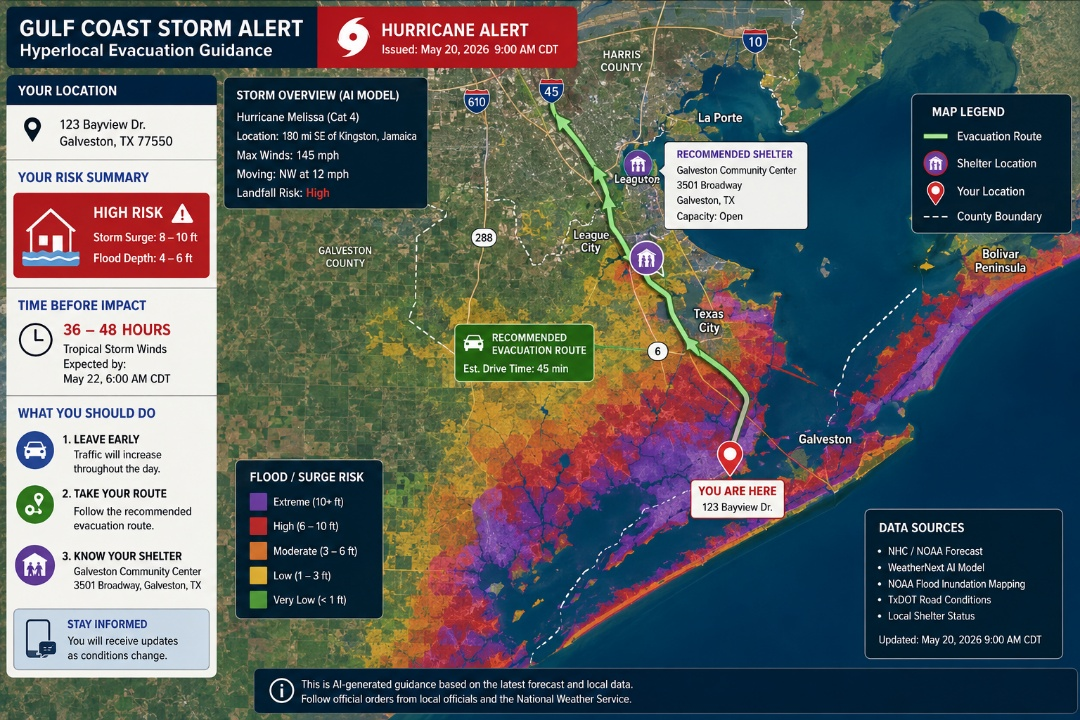 GULF COAST STORM ALERT
Hyperlocal Evacuation Guidance
HURRICANE ALERT
Issued: May 20, 2026 9:00 AM CDT
YOUR LOCATION
123 Bayview Dr.
Galveston, TX 77550
YOUR RISK SUMMARY
HIGH RISK
Storm Surge: 8 – 10 ft
Flood Depth: 4 – 6 ft
TIME BEFORE IMPACT
36 – 48 HOURS
Tropical Storm Winds
Expected by:
May 22, 6:00 AM CDT
WHAT YOU SHOULD DO
1. LEAVE EARLY
Traffic will increase
throughout the day.
2. TAKE YOUR ROUTE
Follow the recommended
evacuation route.
3. KNOW YOUR SHELTER
Galveston Community Center
3501 Broadway, Galveston, TX
STAY INFORMED
You will receive updates
as conditions change.
STORM OVERVIEW (AI MODEL)
Hurricane Melissa (Cat 4)
Location: 180 mi SE of Kingston, Jamaica
Max Winds: 145 mph
Moving: NW at 12 mph
Landfall Risk: High
610
45
HARRIS
COUNTY
10
La Porte
Leaguton
RECOMMENDED SHELTER
Galveston Community Center
3501 Broadway
Galveston, TX
Capacity: Open
MAP LEGEND
Evacuation Route
Shelter Location
Your Location
County Boundary
288
GALVESTON
COUNTY
League
City
Bolivar
Peninsula
Texas
City
RECOMMENDED
EVACUATION ROUTE
Est. Drive Time: 45 min
6
Galveston
YOU ARE HERE
123 Bayview Dr.
FLOOD / SURGE RISK
Extreme (10+ ft)
High (6 – 10 ft)
Moderate (3 – 6 ft)
Low (1 – 3 ft)
Very Low (< 1 ft)
DATA SOURCES
• NHC / NOAA Forecast
• WeatherNext AI Model
• NOAA Flood Inundation Mapping
• TxDOT Road Conditions
• Local Shelter Status
Updated: May 20, 2026 9:00 AM CDT
This is AI-generated guidance based on the latest forecast and local data.
Follow official orders from local officials and the National Weather Service.